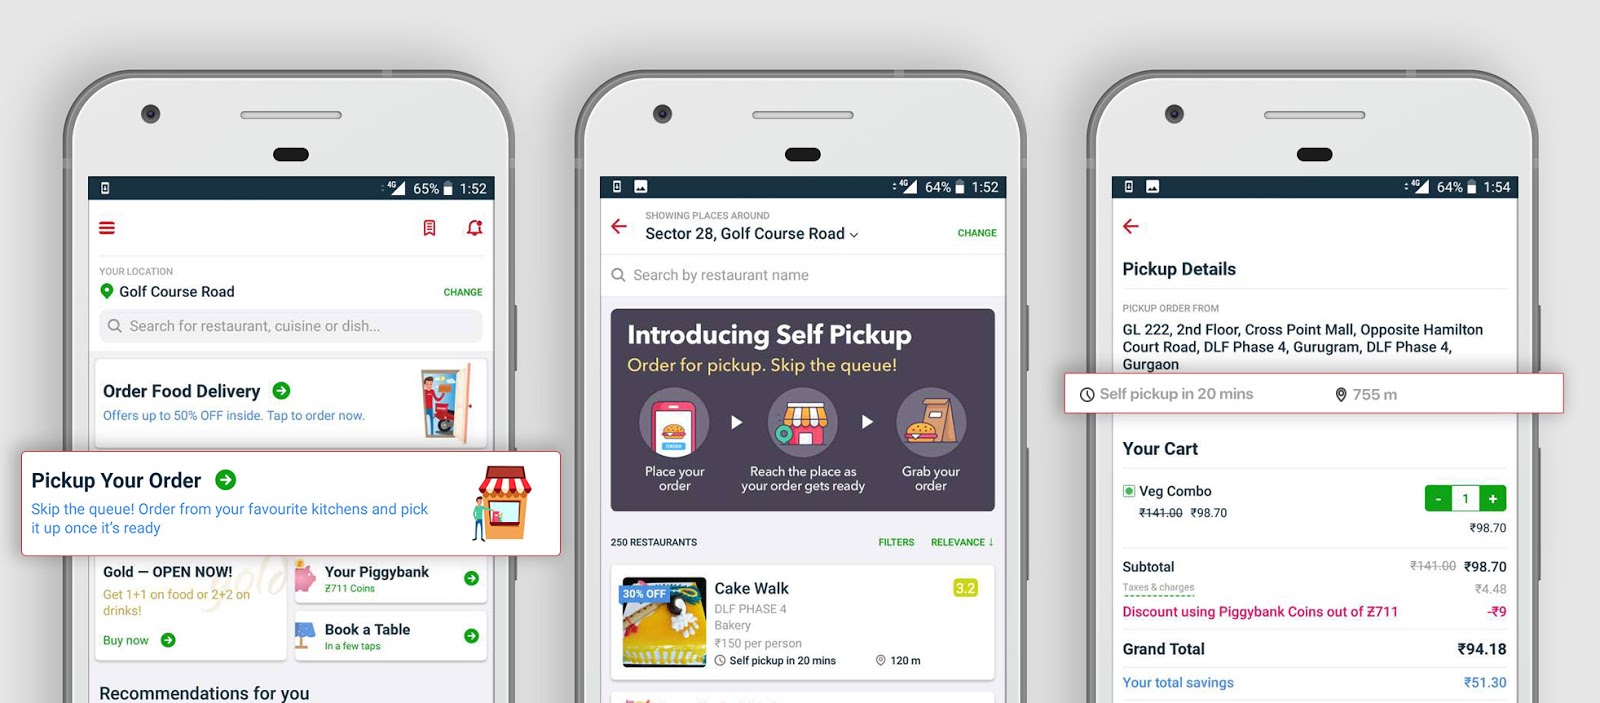 4G 65% 1:52
YOUR LOCATION
Golf Course Road
CHANGE
Search for restaurant, cuisine or dish...
Order Food Delivery
Offers up to 50% OFF inside. Tap to order now.
Pickup Your Order
Skip the queue! Order from your favourite kitchens and pick
it up once it's ready
Gold — OPEN NOW!
gold
Get 1+1 on food or 2+2 on
drinks!
Buy now
Your Piggybank
Ƶ711 Coins
Book a Table
In a few taps
Recommendations for you
4G 64% 1:52
SHOWING PLACES AROUND
Sector 28, Golf Course Road
CHANGE
Search by restaurant name
Introducing Self Pickup
Order for pickup. Skip the queue!
Place your
order
Reach the place as
your order gets ready
Grab your
order
250 RESTAURANTS
FILTERS
RELEVANCE ↓
30% OFF
Cake Walk
3.2
DLF PHASE 4
Bakery
₹150 per person
Self pickup in 20 mins
120 m
4G 64% 1:54
Pickup Details
PICKUP ORDER FROM
GL 222, 2nd Floor, Cross Point Mall, Opposite Hamilton
Court Road, DLF Phase 4, Gurugram, DLF Phase 4,
Gurgaon
Self pickup in 20 mins
755 m
Your Cart
Veg Combo
- 1 +
₹141.00 ₹98.70
₹98.70
Subtotal ₹141.00 ₹98.70
Taxes & charges ₹4.48
Discount using Piggybank Coins out of Ƶ711 -₹9
Grand Total ₹94.18
Your total savings ₹51.30